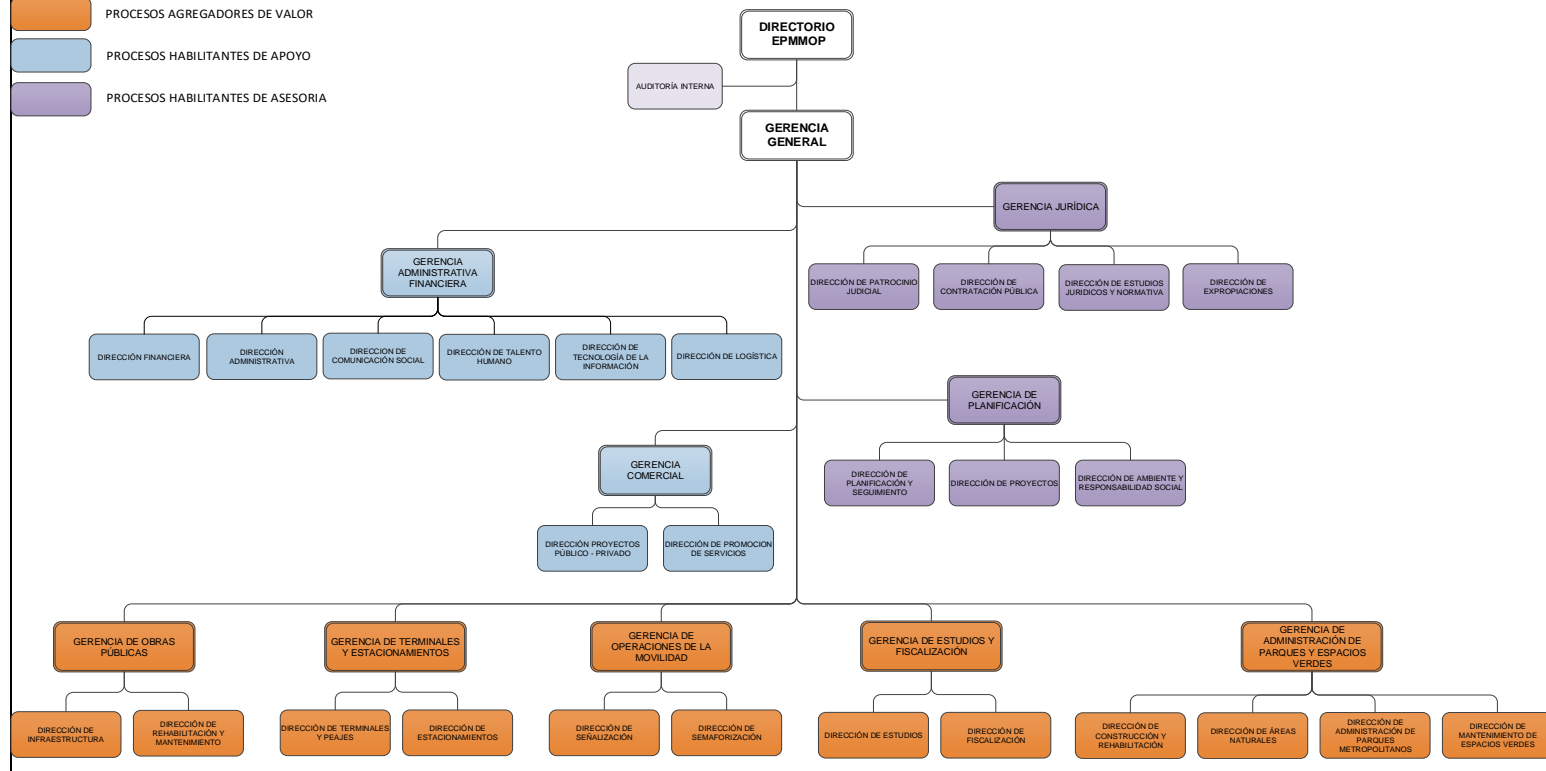 PROCESOS AGREGADORES DE VALOR
PROCESOS HABILITANTES DE APOYO
PROCESOS HABILITANTES DE ASESORIA
DIRECTORIO
EPMMOP
AUDITORÍA INTERNA
GERENCIA
GENERAL
GERENCIA JURÍDICA
DIRECCIÓN DE PATROCINIO
JUDICIAL
DIRECCIÓN DE
CONTRATACIÓN PÚBLICA
DIRECCIÓN DE ESTUDIOS
JURIDICOS Y NORMATIVA
DIRECCIÓN DE
EXPROPIACIONES
GERENCIA
ADMINISTRATIVA
FINANCIERA
DIRECCIÓN FINANCIERA
DIRECCIÓN
ADMINISTRATIVA
DIRECCION DE
COMUNICACIÓN SOCIAL
DIRECCIÓN DE TALENTO
HUMANO
DIRECCIÓN DE
TECNOLOGÍA DE LA
INFORMACIÓN
DIRECCIÓN DE LOGÍSTICA
GERENCIA DE
PLANIFICACIÓN
DIRECCIÓN DE
PLANIFICACIÓN Y
SEGUIMIENTO
DIRECCIÓN DE PROYECTOS
DIRECCIÓN DE AMBIENTE Y
RESPONSABILIDAD SOCIAL
GERENCIA
COMERCIAL
DIRECCIÓN PROYECTOS
PÚBLICO - PRIVADO
DIRECCIÓN DE PROMOCION
DE SERVICIOS
GERENCIA DE OBRAS
PÚBLICAS
DIRECCIÓN DE
INFRAESTRUCTURA
DIRECCIÓN DE
REHABILITACIÓN Y
MANTENIMIENTO
GERENCIA DE TERMINALES
Y ESTACIONAMIENTOS
DIRECCIÓN DE TERMINALES
Y PEAJES
DIRECCIÓN DE
ESTACIONAMIENTOS
GERENCIA DE
OPERACIONES DE LA
MOVILIDAD
DIRECCIÓN DE
SEÑALIZACIÓN
DIRECCIÓN DE
SEMAFORIZACIÓN
GERENCIA DE ESTUDIOS Y
FISCALIZACIÓN
DIRECCIÓN DE ESTUDIOS
DIRECCIÓN DE
FISCALIZACIÓN
GERENCIA DE
ADMINISTRACIÓN DE
PARQUES Y ESPACIOS
VERDES
DIRECCIÓN DE
CONSTRUCCIÓN Y
REHABILITACIÓN
DIRECCIÓN DE ÁREAS
NATURALES
DIRECCIÓN DE
ADMINISTRACIÓN DE
PARQUES
METROPOLITANOS
DIRECCIÓN DE
MANTENIMIENTO DE
ESPACIOS VERDES